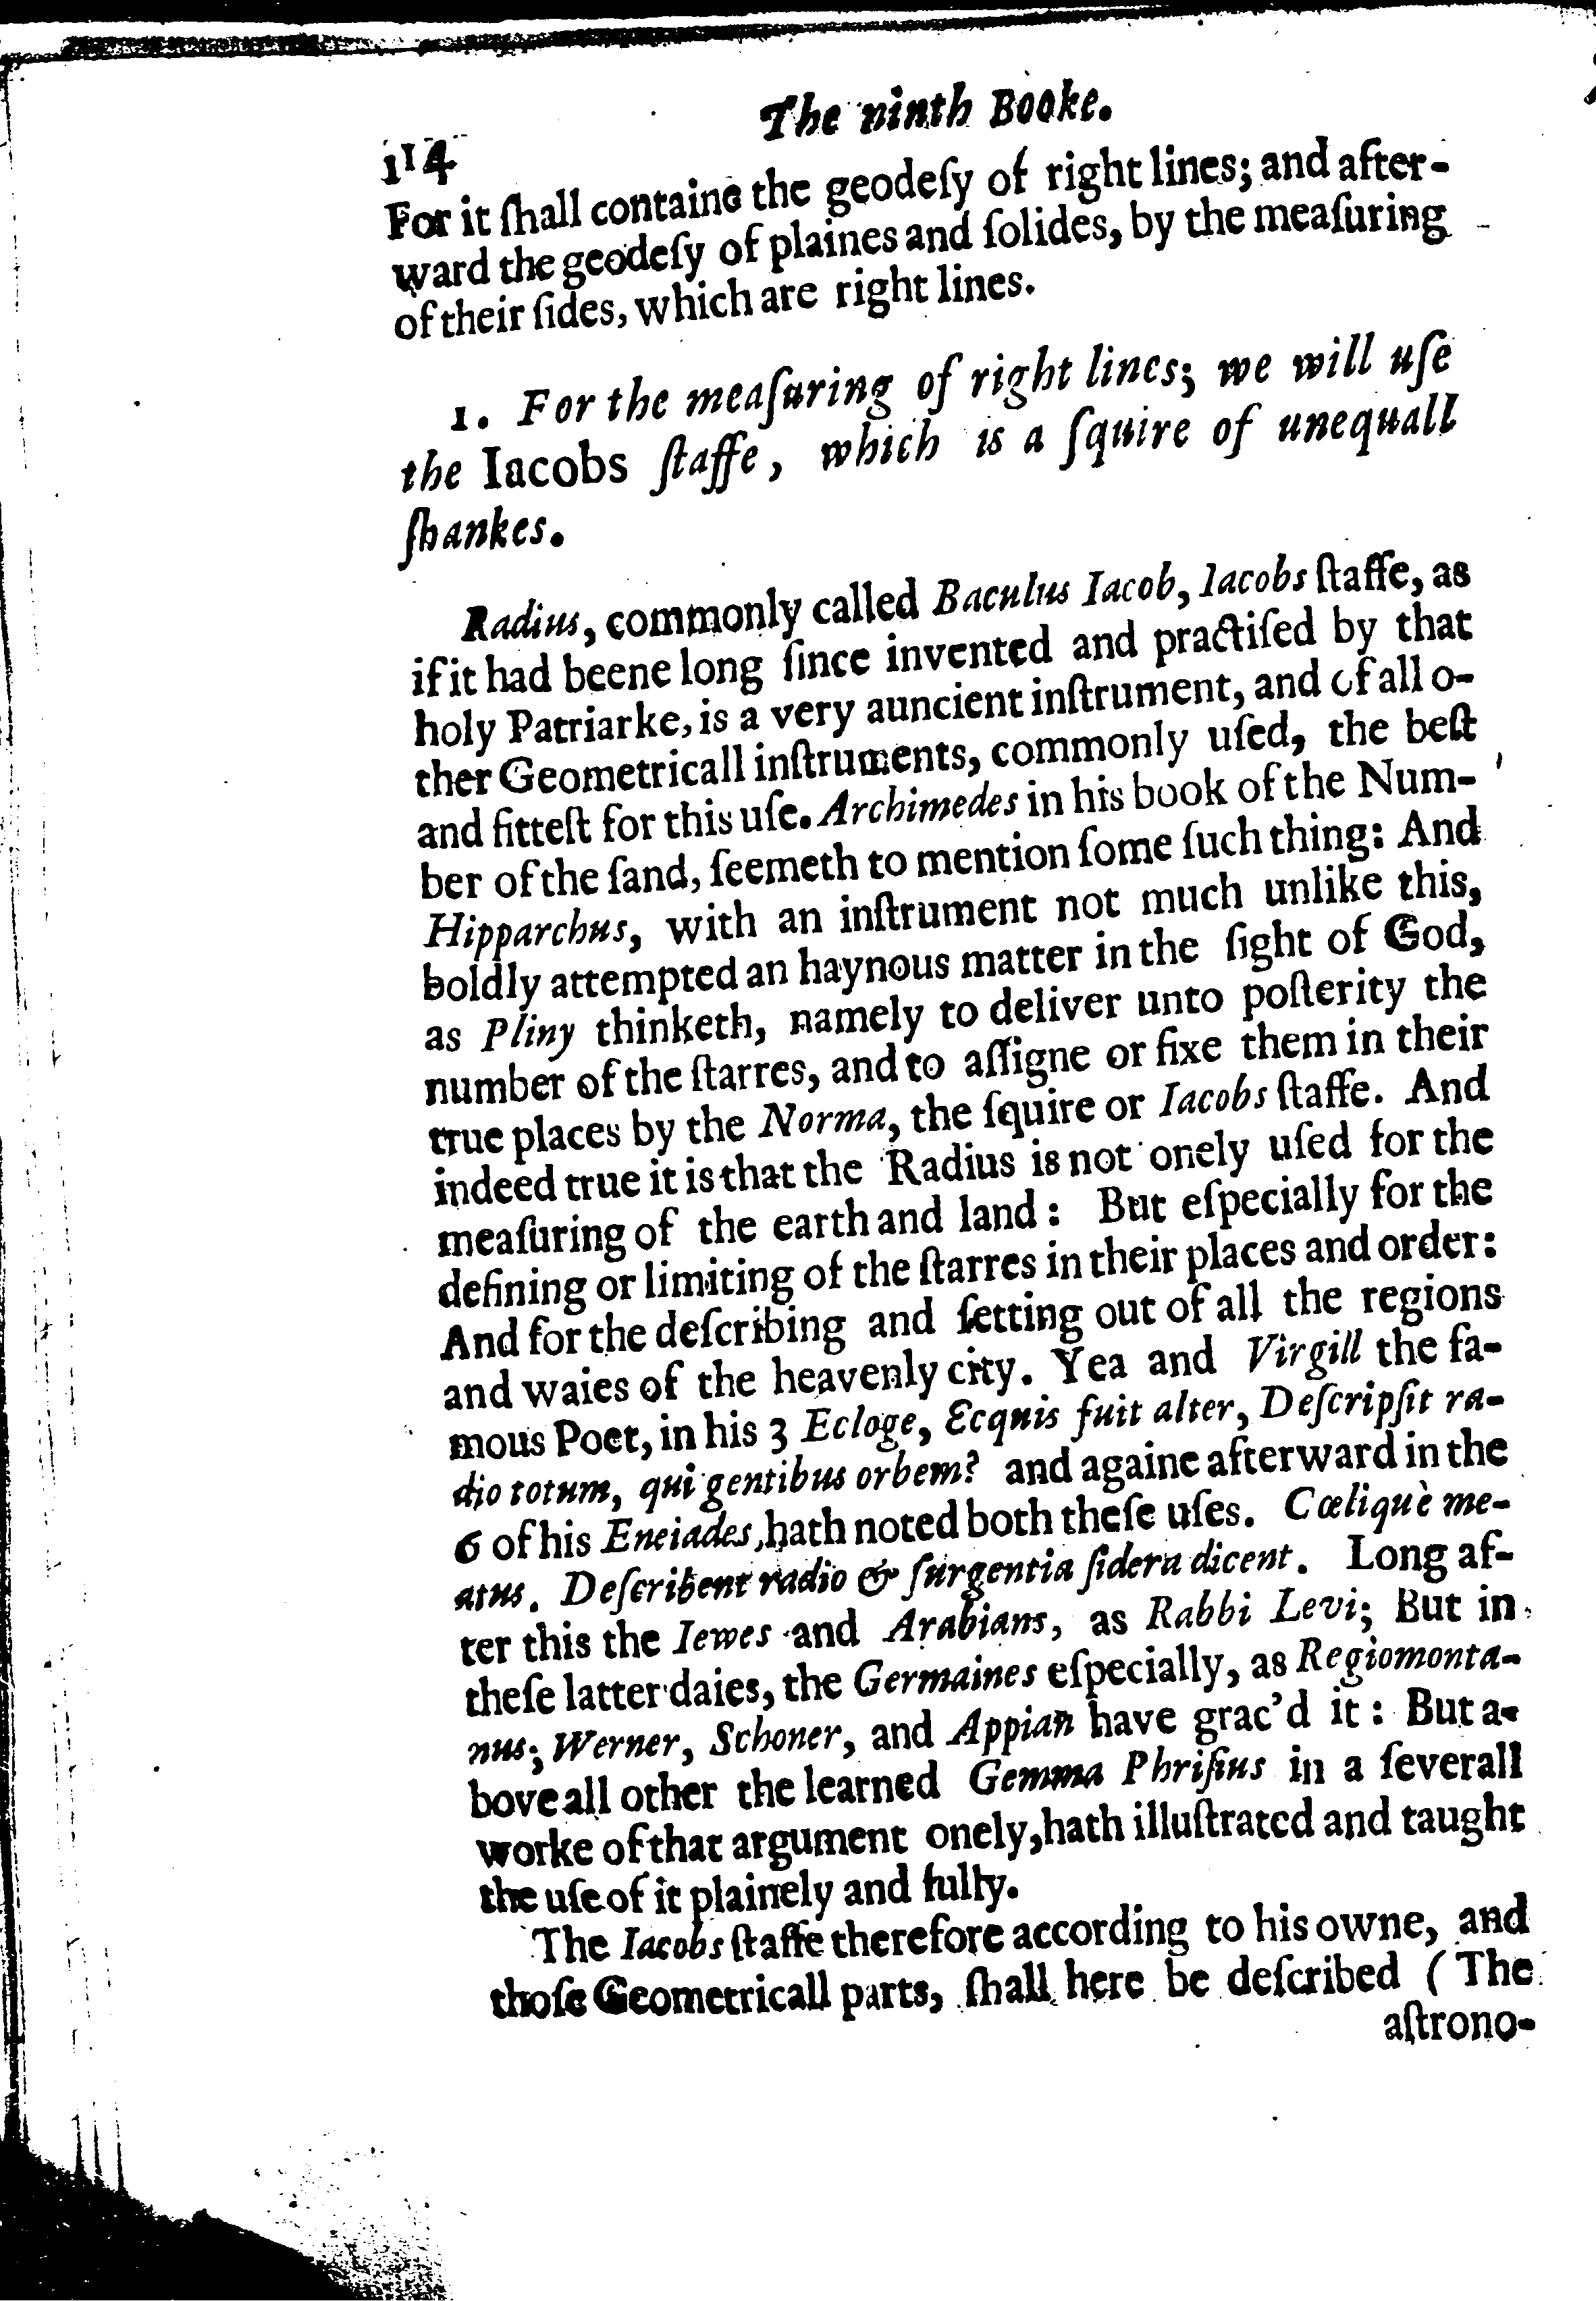 The ninth Booke.
114
For it ſhall containe the geodeſy of right lines; and after-
ward the geodeſy of plaines and ſolides, by the meaſuring
of their ſides, which are right lines.
1. For the meaſuring of right lines; we will uſe
the Iacobs ſtaffe, which is a ſquire of unequall
ſhankes.
Radius, commonly called Baculus Iacob, Iacobs ſtaffe, as
if it had beene long ſince invented and practiſed by that
holy Patriarke, is a very auncient inſtrument, and of all o-
ther Geometricall inſtruments, commonly uſed, the beſt
and fitteſt for this uſe. Archimedes in his book of the Num-
ber of the ſand, ſeemeth to mention ſome ſuch thing: And
Hipparchus, with an inſtrument not much unlike this,
boldly attempted an haynous matter in the ſight of God,
as Pliny thinketh, namely to deliver unto poſterity the
number of the ſtarres, and to aſſigne or fixe them in their
true places by the Norma, the ſquire or Iacobs ſtaffe. And
indeed true it is that the Radius is not onely uſed for the
meaſuring of the earth and land: But eſpecially for the
defining or limiting of the ſtarres in their places and order:
And for the deſcribing and ſetting out of all the regions
and waies of the heavenly city. Yea and Virgill the fa-
mous Poet, in his 3 Ecloge, Ecquis fuit alter, Deſcripſit ra-
dio totum, qui gentibus orbem? and againe afterward in the
6 of his Eneiades, hath noted both theſe uſes. Cœliquè me-
atus. Deſcribent radio & ſurgentia ſidera dicent. Long af-
ter this the Iewes and Arabians, as Rabbi Levi; But in
theſe latter daies, the Germaines eſpecially, as Regiomonta-
nus; Werner, Schoner, and Appian have grac'd it: But a-
bove all other the learned Gemma Phriſius in a ſeverall
worke of that argument onely, hath illuſtrated and taught
the uſe of it plainely and fully.
The Iacobs ſtaffe therefore according to his owne, and
thoſe Geometricall parts, ſhall here be deſcribed (The
aſtrono-